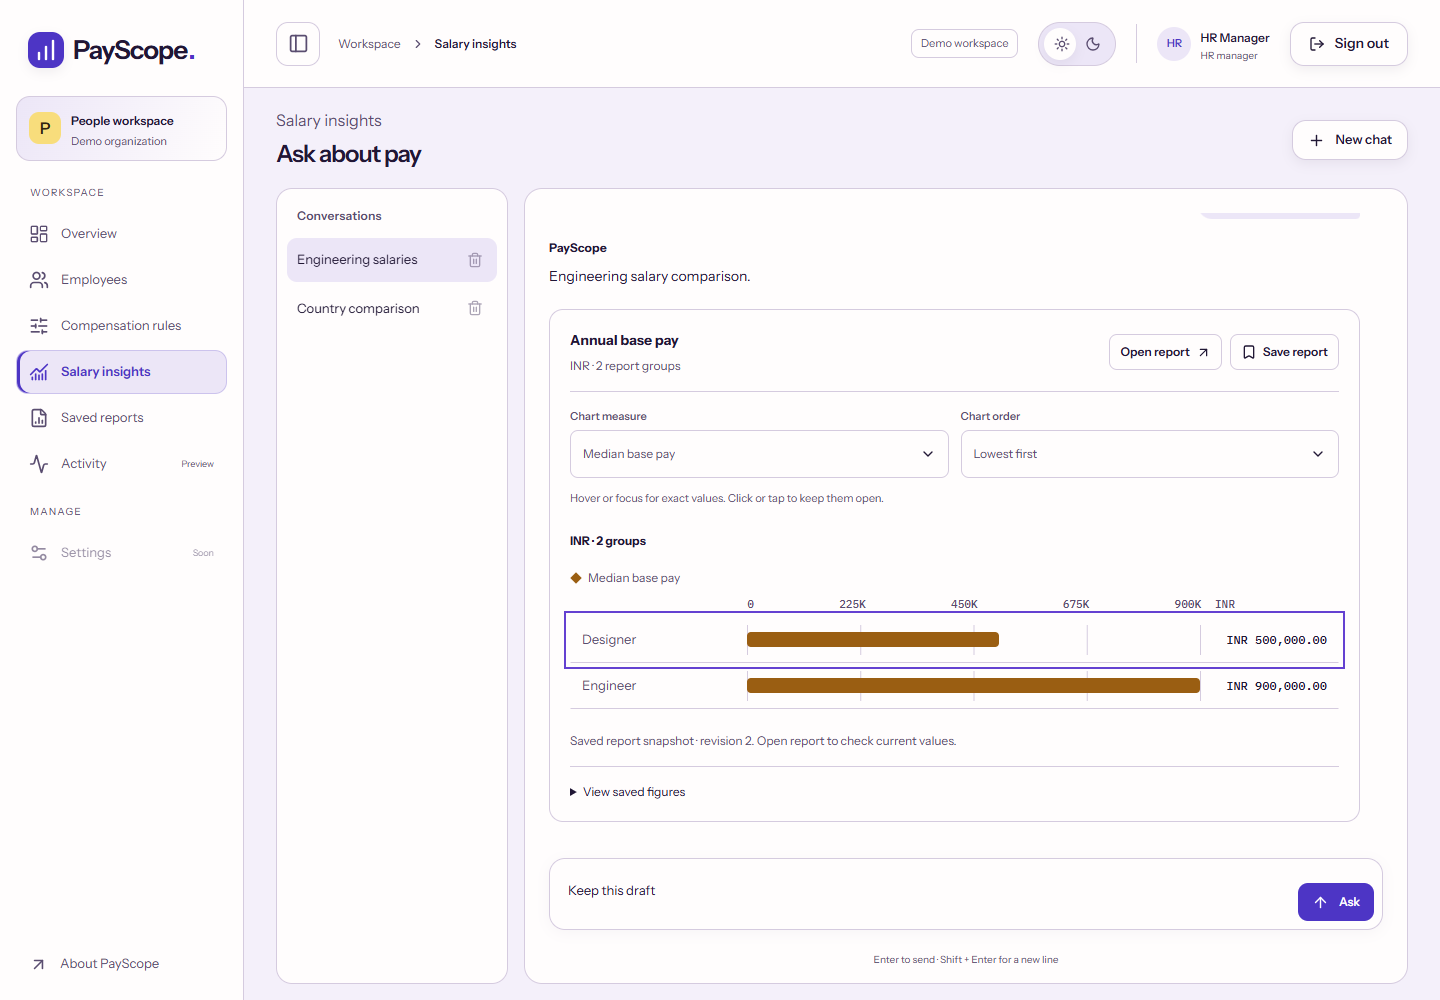 PayScope.
Workspace
Salary insights
Demo workspace
HR
HR Manager
HR manager
Sign out
P
People workspace
Demo organization
WORKSPACE
Overview
Employees
Compensation rules
Salary insights
Saved reports
Activity
Preview
MANAGE
Settings
Soon
About PayScope
Salary insights
Ask about pay
New chat
Conversations
Engineering salaries
Country comparison
PayScope
Engineering salary comparison.
Annual base pay
INR · 2 report groups
Open report
Save report
Chart measure
Chart order
Median base pay
Lowest first
Hover or focus for exact values. Click or tap to keep them open.
INR · 2 groups
Median base pay
0 225K 450K 675K 900K INR
Designer INR 500,000.00
Engineer INR 900,000.00
Saved report snapshot · revision 2. Open report to check current values.
View saved figures
Keep this draft
Ask
Enter to send · Shift + Enter for a new line